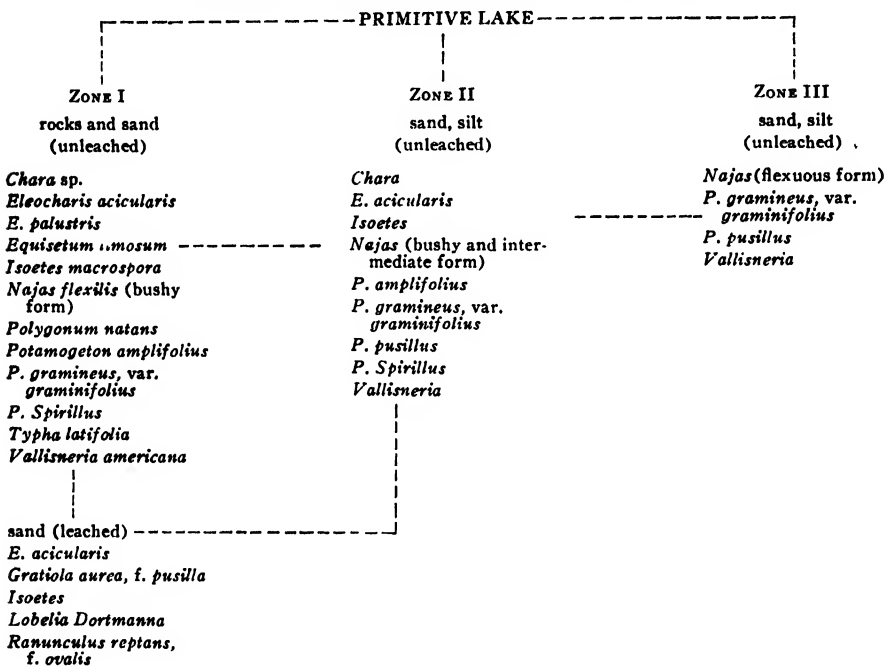 PRIMITIVE LAKE
ZONE I
rocks and sand
(unleached)
Chara sp.
Eleocharis acicularis
E. palustris
Equisetum
Isoetes macrospora
Najas flexilis (bushy
form)
Polygonum natans
Potamogeton amplifolius
P. gramineus, var.
graminifolius
P. Spirillus
Typha latifolia
Vallisneria americana
ZONE II
sand, silt
(unleached)
Chara
E. acicularis
Isoetes
Najas (bushy and inter-
mediate form)
P. amplifolius
P. gramineus, var.
graminifolius
P. pusillus
P. Spirillus
Vallisneria
ZONE III
sand, silt
(unleached)
Najas (flexuous form)
P. gramineus, var.
graminifolius
P. pusillus
Vallisneria
sand (leached)
E. acicularis
Gratiola aurea, f. pusilla
Isoetes
Lobelia Dortmanna
Ranunculus reptans,
f. ovalis